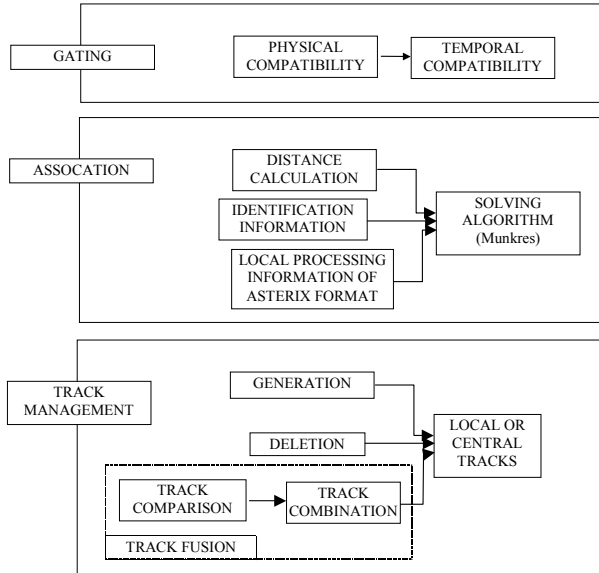 GATING
PHYSICAL
COMPATIBILITY
TEMPORAL
COMPATIBILITY
ASSOCATION
DISTANCE
CALCULATION
IDENTIFICATION
INFORMATION
LOCAL PROCESSING
INFORMATION OF
ASTERIX FORMAT
SOLVING
ALGORITHM
(Munkres)
TRACK
MANAGEMENT
GENERATION
DELETION
LOCAL OR
CENTRAL
TRACKS
TRACK
COMPARISON
TRACK
COMBINATION
TRACK FUSION